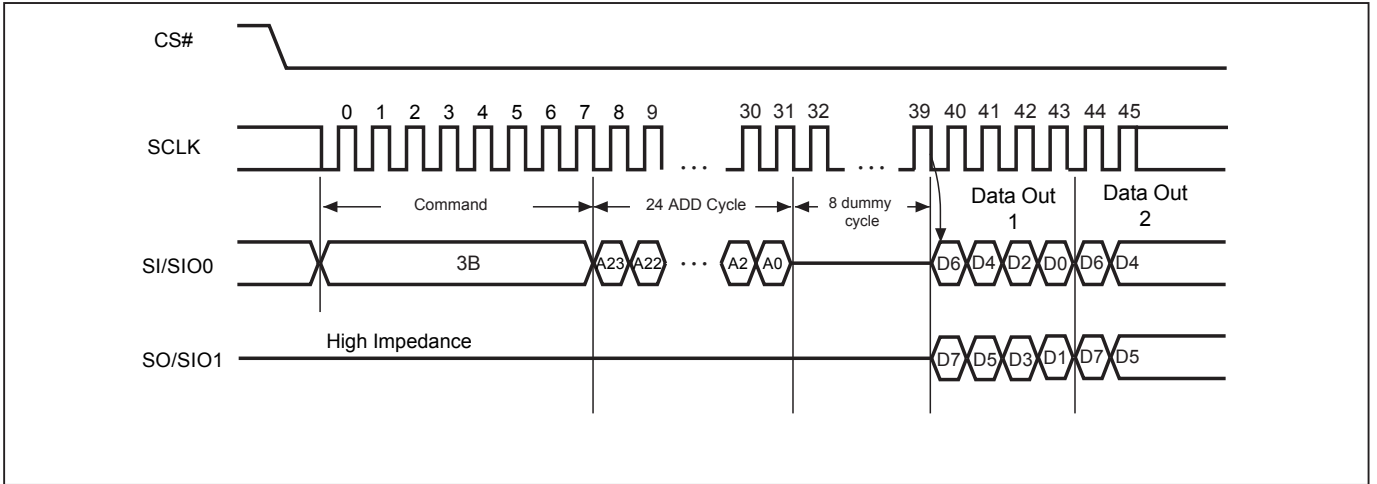 CS#
0 1 2 3 4 5 6 7 8 9 30 31 32 39 40 41 42 43 44 45
SCLK
...
...
Command
24 ADD Cycle
8 dummy
cycle
Data Out
1
Data Out
2
SI/SIO0
3B
A23 A22 ... A2 A0
D6 D4 D2 D0 D6 D4
High Impedance
SO/SIO1
D7 D5 D3 D1 D7 D5